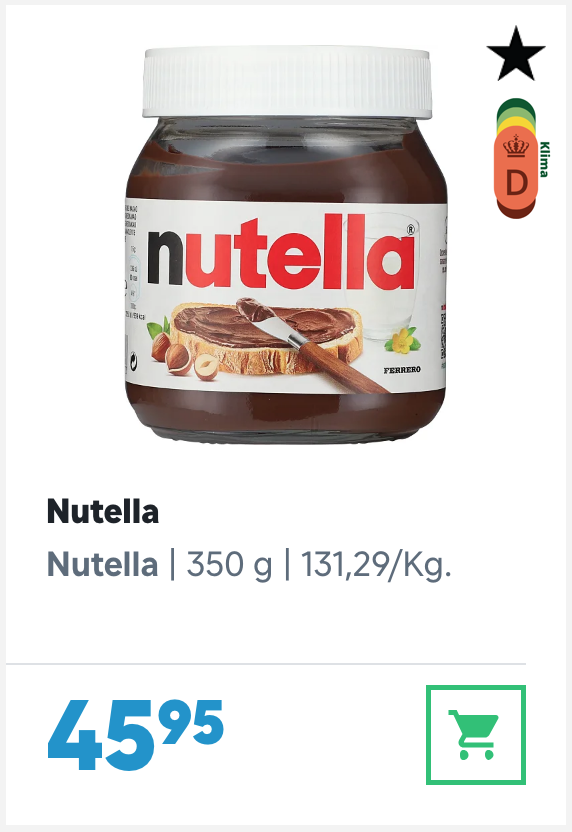 nutella®
FERRERO
Klima
D
Nutella
Nutella | 350 g | 131,29/Kg.
45⁹⁵